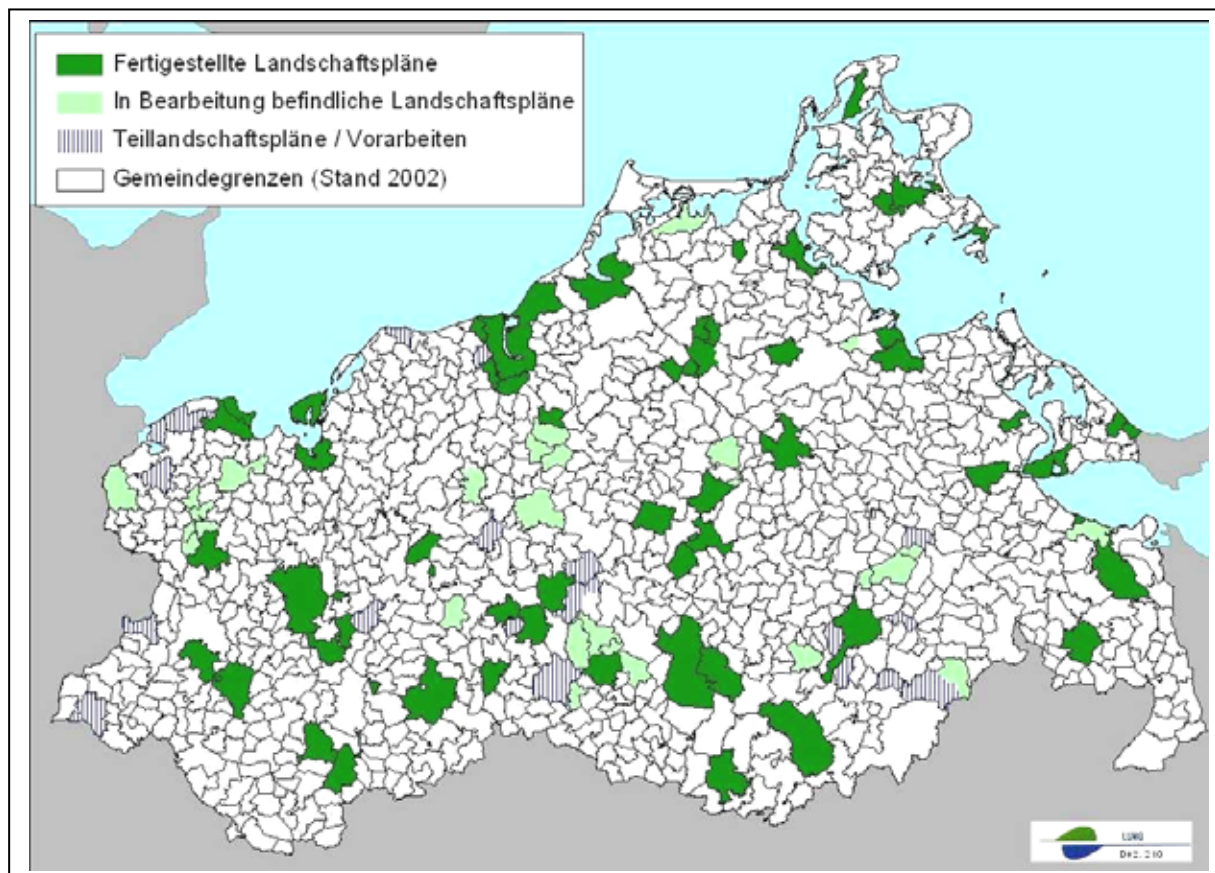 Fertigestellte Landschaftspläne
In Bearbeitung befindliche Landschaftspläne
Teillandschaftspläne / Vorarbeiten
Gemeindegrenzen (Stand 2002)
LUNG
Dez. 210